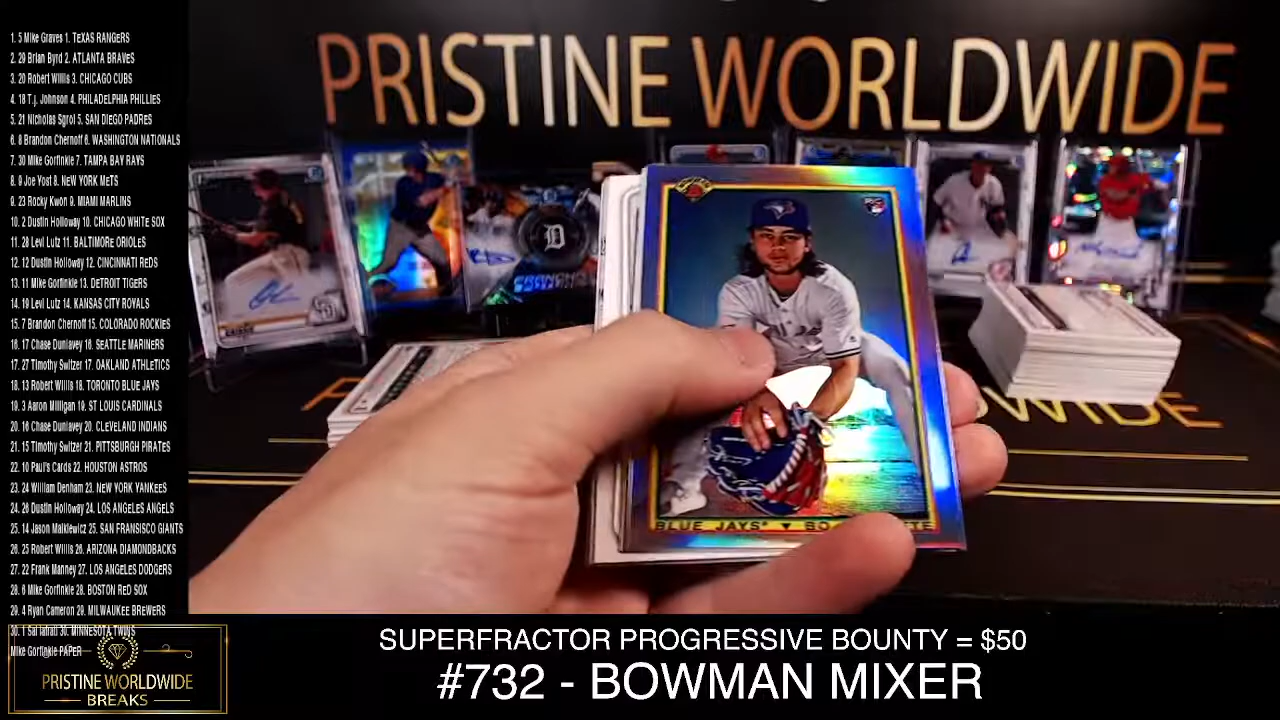 1. 5 Mike Graves 1. TEXAS RANGERS
2. 29 Brian Byrd 2. ATLANTA BRAVES
3. 20 Robert Willis 3. CHICAGO CUBS
4. 18 T.j. Johnson 4. PHILADELPHIA PHILLIES
5. 21 Nicholas Sgroi 5. SAN DIEGO PADRES
6. 8 Brandon Chernoff 6. WASHINGTON NATIONALS
7. 30 Mike Gorfinkle 7. TAMPA BAY RAYS
8. 9 Joe Yost 8. NEW YORK METS
9. 23 Rocky Kwon 9. MIAMI MARLINS
10. 2 Dustin Holloway 10. CHICAGO WHITE SOX
11. 28 Levi Lutz 11. BALTIMORE ORIOLES
12. 12 Dustin Holloway 12. CINCINNATI REDS
13. 11 Mike Gorfinkle 13. DETROIT TIGERS
14. 19 Levi Lutz 14. KANSAS CITY ROYALS
15. 7 Brandon Chernoff 15. COLORADO ROCKIES
16. 17 Chase Dunlavey 16. SEATTLE MARINERS
17. 27 Timothy Switzer 17. OAKLAND ATHLETICS
18. 13 Robert Willis 18. TORONTO BLUE JAYS
19. 3 Aaron Milligan 19. ST LOUIS CARDINALS
20. 16 Chase Dunlavey 20. CLEVELAND INDIANS
21. 15 Timothy Switzer 21. PITTSBURGH PIRATES
22. 10 Paul's Cards 22. HOUSTON ASTROS
23. 24 William Denham 23. NEW YORK YANKEES
24. 26 Dustin Holloway 24. LOS ANGELES ANGELS
25. 14 Jason Malkiewicz 25. SAN FRANSISCO GIANTS
26. 25 Robert Willis 26. ARIZONA DIAMONDBACKS
27. 22 Frank Manney 27. LOS ANGELES DODGERS
28. 6 Mike Gorfinkle 28. BOSTON RED SOX
29. 4 Ryan Cameron 29. MILWAUKEE BREWERS
30. 1 Sal 30. MINNESOTA TWINS
Mike Gorfinkle PAPER
PRISTINE WORLDWIDE
BREAKS
PRISTINE WORLDWIDE
BLUE JAYS
SUPERFRACTOR PROGRESSIVE BOUNTY = $50
#732 - BOWMAN MIXER